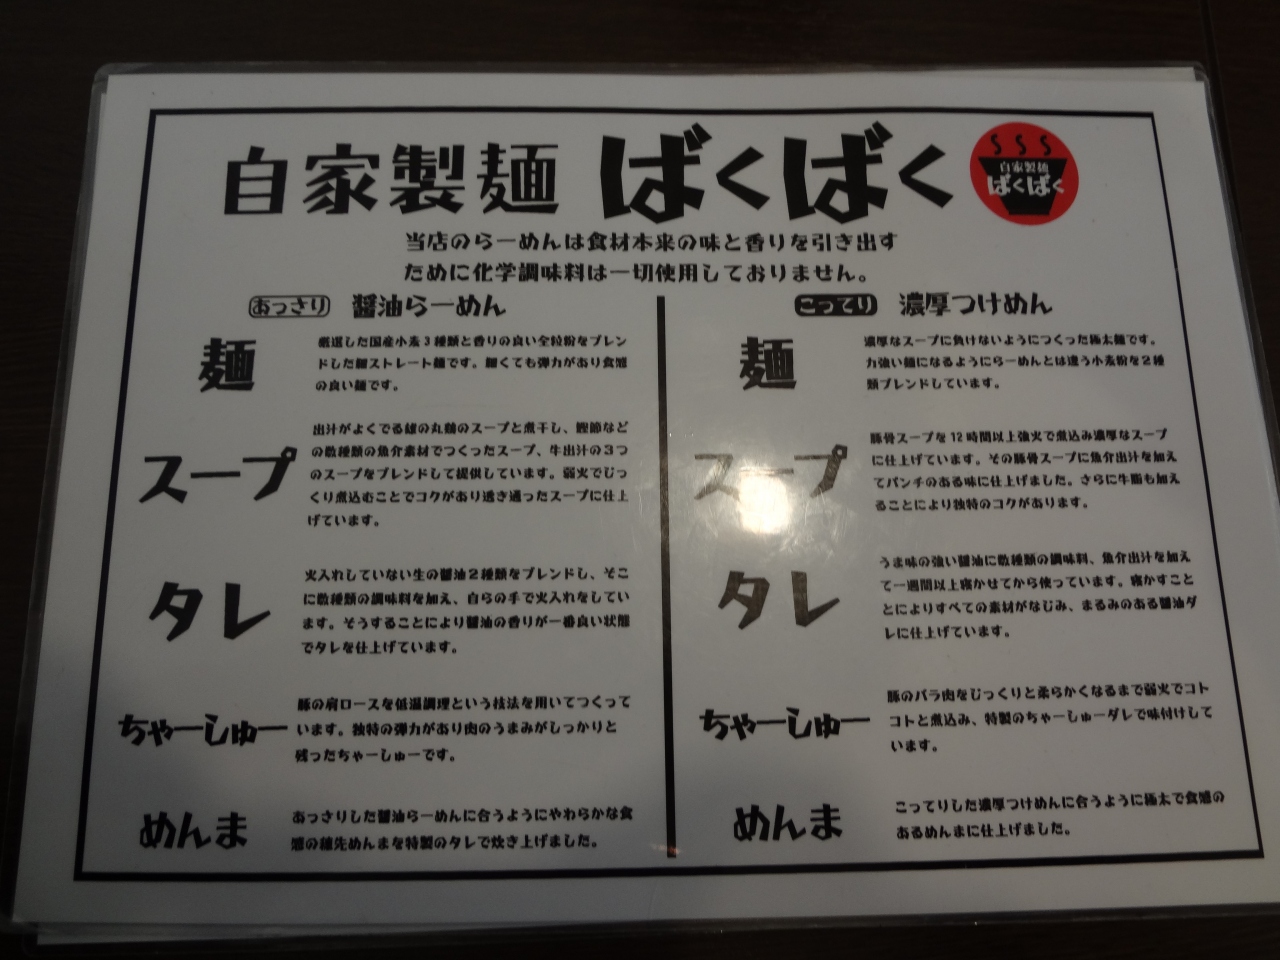 自家製麺 ばくばく
自家製麺
ばくばく
当店のらーめんは食材本来の味と香りを引き出す
ために化学調味料は一切使用しておりません。
あっさり 醤油らーめん
麺
厳選した国産小麦3種類と香りの良い全粒粉をブレン
ドした細ストレート麺です。細くても弾力があり食感
の良い麺です。
スープ
出汁がよくでる雄の丸鶏のスープと煮干し、鰹節など
の数種類の魚介素材でつくったスープ、牛出汁の3つ
のスープをブレンドして提供しています。弱火でじっ
くり煮込むことでコクがあり透き通ったスープに仕上
げています。
タレ
火入れしていない生の醤油2種類をブレンドし、そこ
に数種類の調味料を加え、自らの手で火入れをしてい
ます。そうすることにより醤油の香りが一番良い状態
でタレを仕上げています。
ちゃーしゅー
豚の肩ロースを低温調理という技法を用いてつくって
います。独特の弾力があり肉のうまみがしっかりと
残ったちゃーしゅーです。
めんま
あっさりした醤油らーめんに合うようにやわらかな食
感の穂先めんまを特製のタレで炊き上げました。
こってり 濃厚つけめん
麺
濃厚なスープに負けないようにつくった極太麺です。
力強い麺になるようにらーめんとは違う小麦粉を2種
類ブレンドしています。
スープ
豚骨スープを12時間以上強火で煮込み濃厚なスープ
に仕上げています。その豚骨スープに魚介出汁を加え
てパンチのある味に仕上げました。さらに牛脂も加え
ることにより独特のコクがあります。
タレ
うま味の強い醤油に数種類の調味料、魚介出汁を加え
て一週間以上寝かせてから使っています。寝かすこと
とによりすべての素材がなじみ、まるみのある醤油ダ
レに仕上げています。
ちゃーしゅー
豚のバラ肉をじっくりと柔らかくなるまで弱火でコト
コトと煮込み、特製のちゃーしゅーダレで味付けして
います。
めんま
こってりした濃厚つけめんに合うように極太で食感の
あるめんまに仕上げました。